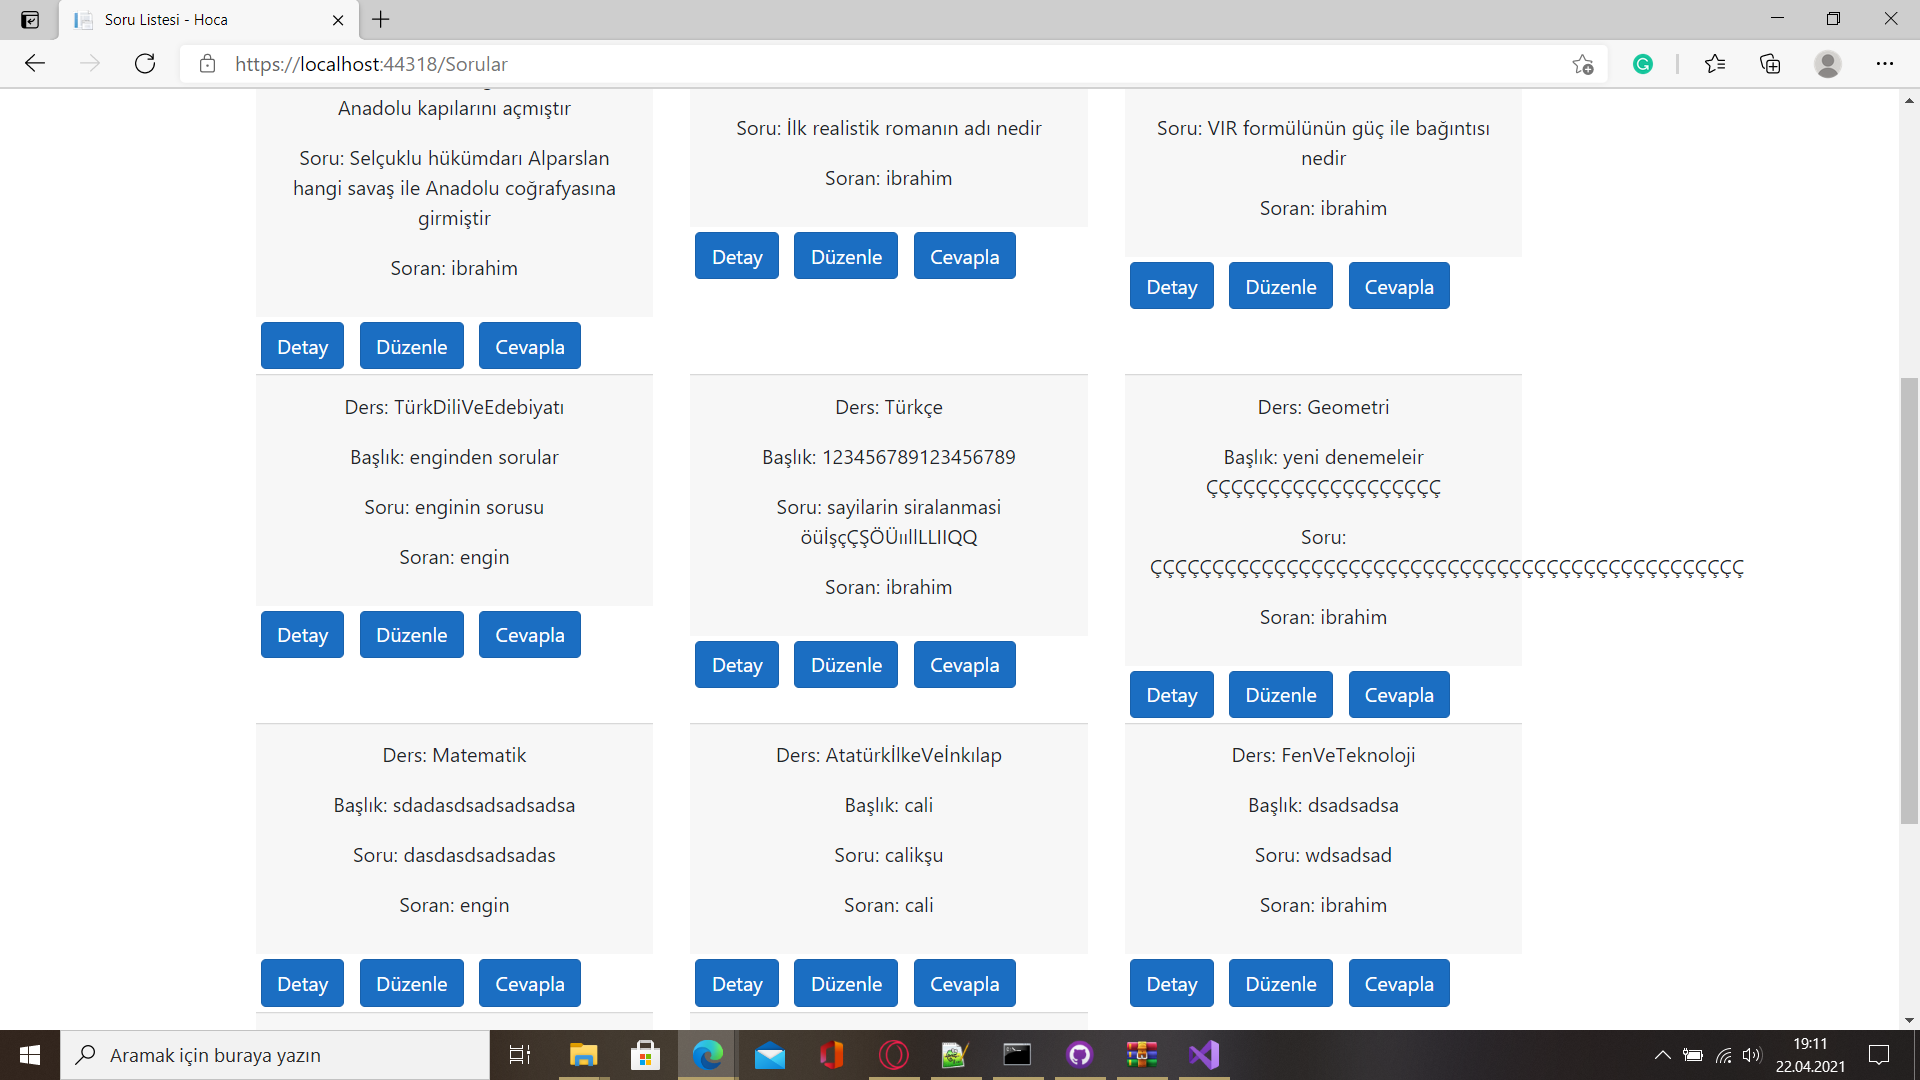 Soru Listesi - Hoca
https://localhost:44318/Sorular
Anadolu kapılarını açmıştır
Soru: Selçuklu hükümdarı Alparslan
hangi savaş ile Anadolu coğrafyasına
girmiştir
Soran: ibrahim
Detay Düzenle Cevapla
Soru: İlk realistik romanın adı nedir
Soran: ibrahim
Detay Düzenle Cevapla
Soru: VIR formülünün güç ile bağıntısı
nedir
Soran: ibrahim
Detay Düzenle Cevapla
Ders: TürkDiliVeEdebiyatı
Başlık: enginden sorular
Soru: enginin sorusu
Soran: engin
Detay Düzenle Cevapla
Ders: Türkçe
Başlık: 123456789123456789
Soru: sayilarin siralanmasi
öüİşçÇŞÖÜıııllLLIIQQ
Soran: ibrahim
Detay Düzenle Cevapla
Ders: Geometri
Başlık: yeni denemeleir
ÇÇÇÇÇÇÇÇÇÇÇÇÇÇÇÇÇÇÇ
Soru:
ÇÇÇÇÇÇÇÇÇÇÇÇÇÇÇÇÇÇÇÇÇÇÇÇÇÇÇÇÇÇÇÇÇÇÇÇÇÇÇÇÇÇÇÇÇÇÇÇ
Soran: ibrahim
Detay Düzenle Cevapla
Ders: Matematik
Başlık: sdadasdsadsadsadsa
Soru: dasdasdsadsadas
Soran: engin
Detay Düzenle Cevapla
Ders: AtatürkİlkeVeİnkılap
Başlık: cali
Soru: calikşu
Soran: cali
Detay Düzenle Cevapla
Ders: FenVeTeknoloji
Başlık: dsadsadsa
Soru: wdsadsad
Soran: ibrahim
Detay Düzenle Cevapla
Aramak için buraya yazın
19:11
22.04.2021